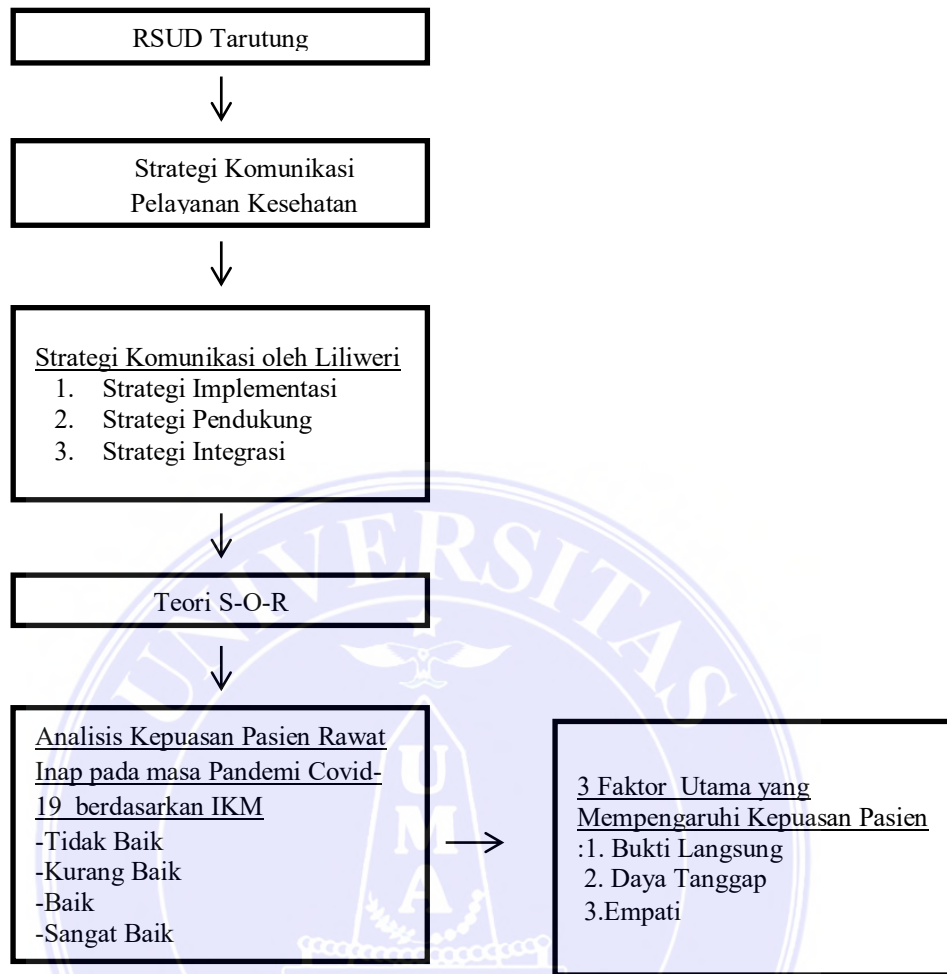 RSUD Tarutung
Strategi Komunikasi
Pelayanan Kesehatan
Strategi Komunikasi oleh Liliweri
1. Strategi Implementasi
2. Strategi Pendukung
3. Strategi Integrasi
Teori S-O-R
Analisis Kepuasan Pasien Rawat
Inap pada masa Pandemi Covid-
19 berdasarkan IKM
-Tidak Baik
-Kurang Baik
-Baik
-Sangat Baik
3 Faktor Utama yang
Mempengaruhi Kepuasan Pasien
:1. Bukti Langsung
2. Daya Tanggap
3.Empati
UNIVERSITAS
UMA